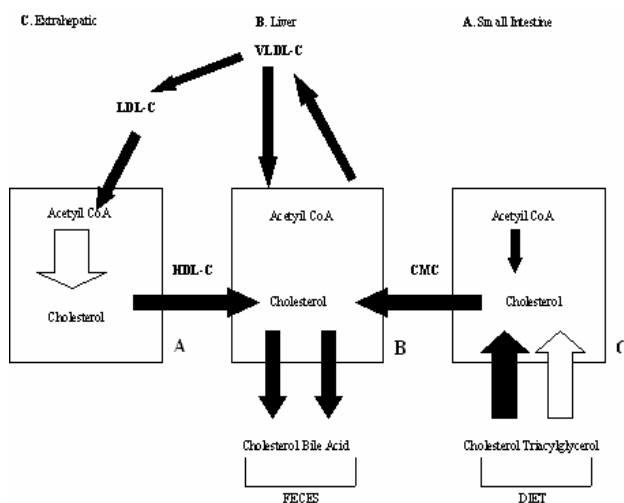 C. Extrahepatic B. Liver A. Small Intestine
VLDL-C
LDL-C
Acetyil CoA Acetyil CoA Acetyil CoA
HDL-C CMC
Cholesterol Cholesterol
Cholesterol
A B C
Cholesterol Bile Acid Cholesterol Triacylglycerol
FECES DIET